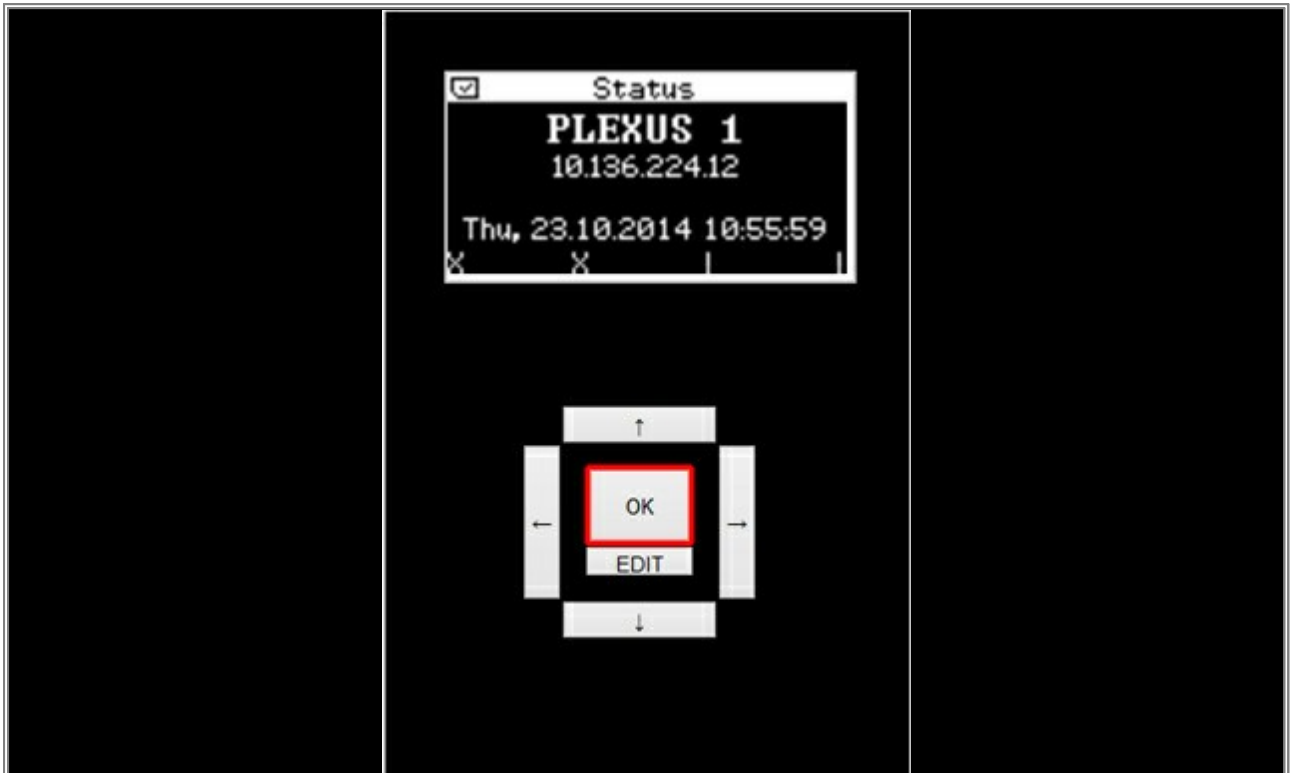 Status
PLEXUS 1
10.136.224.12
Thu, 23.10.2014 10:55:59
X X | |
↑
← OK →
EDIT
↓